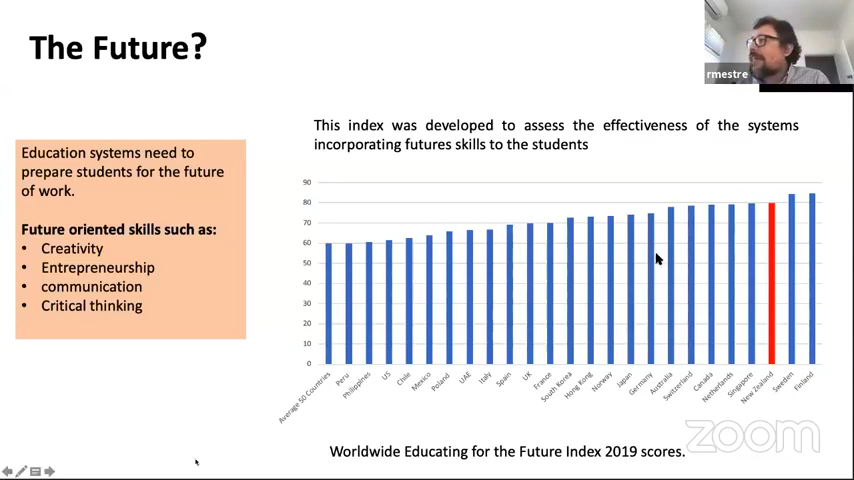 The Future?
rmestre
Education systems need to
prepare students for the future
of work.
Future oriented skills such as:
• Creativity
• Entrepreneurship
• communication
• Critical thinking
This index was developed to assess the effectiveness of the systems
incorporating futures skills to the students
90
80
70
60
50
40
30
20
10
0
Average 50 Countries
Peru
Philippines
US
Chile
Mexico
Poland
UAE
Italy
Spain
UK
France
South Korea
Hong Kong
Norway
Japan
Germany
Australia
Switzerland
Canada
Netherlands
Singapore
New Zealand
Sweden
Finland
Worldwide Educating for the Future Index 2019 scores.
zoom